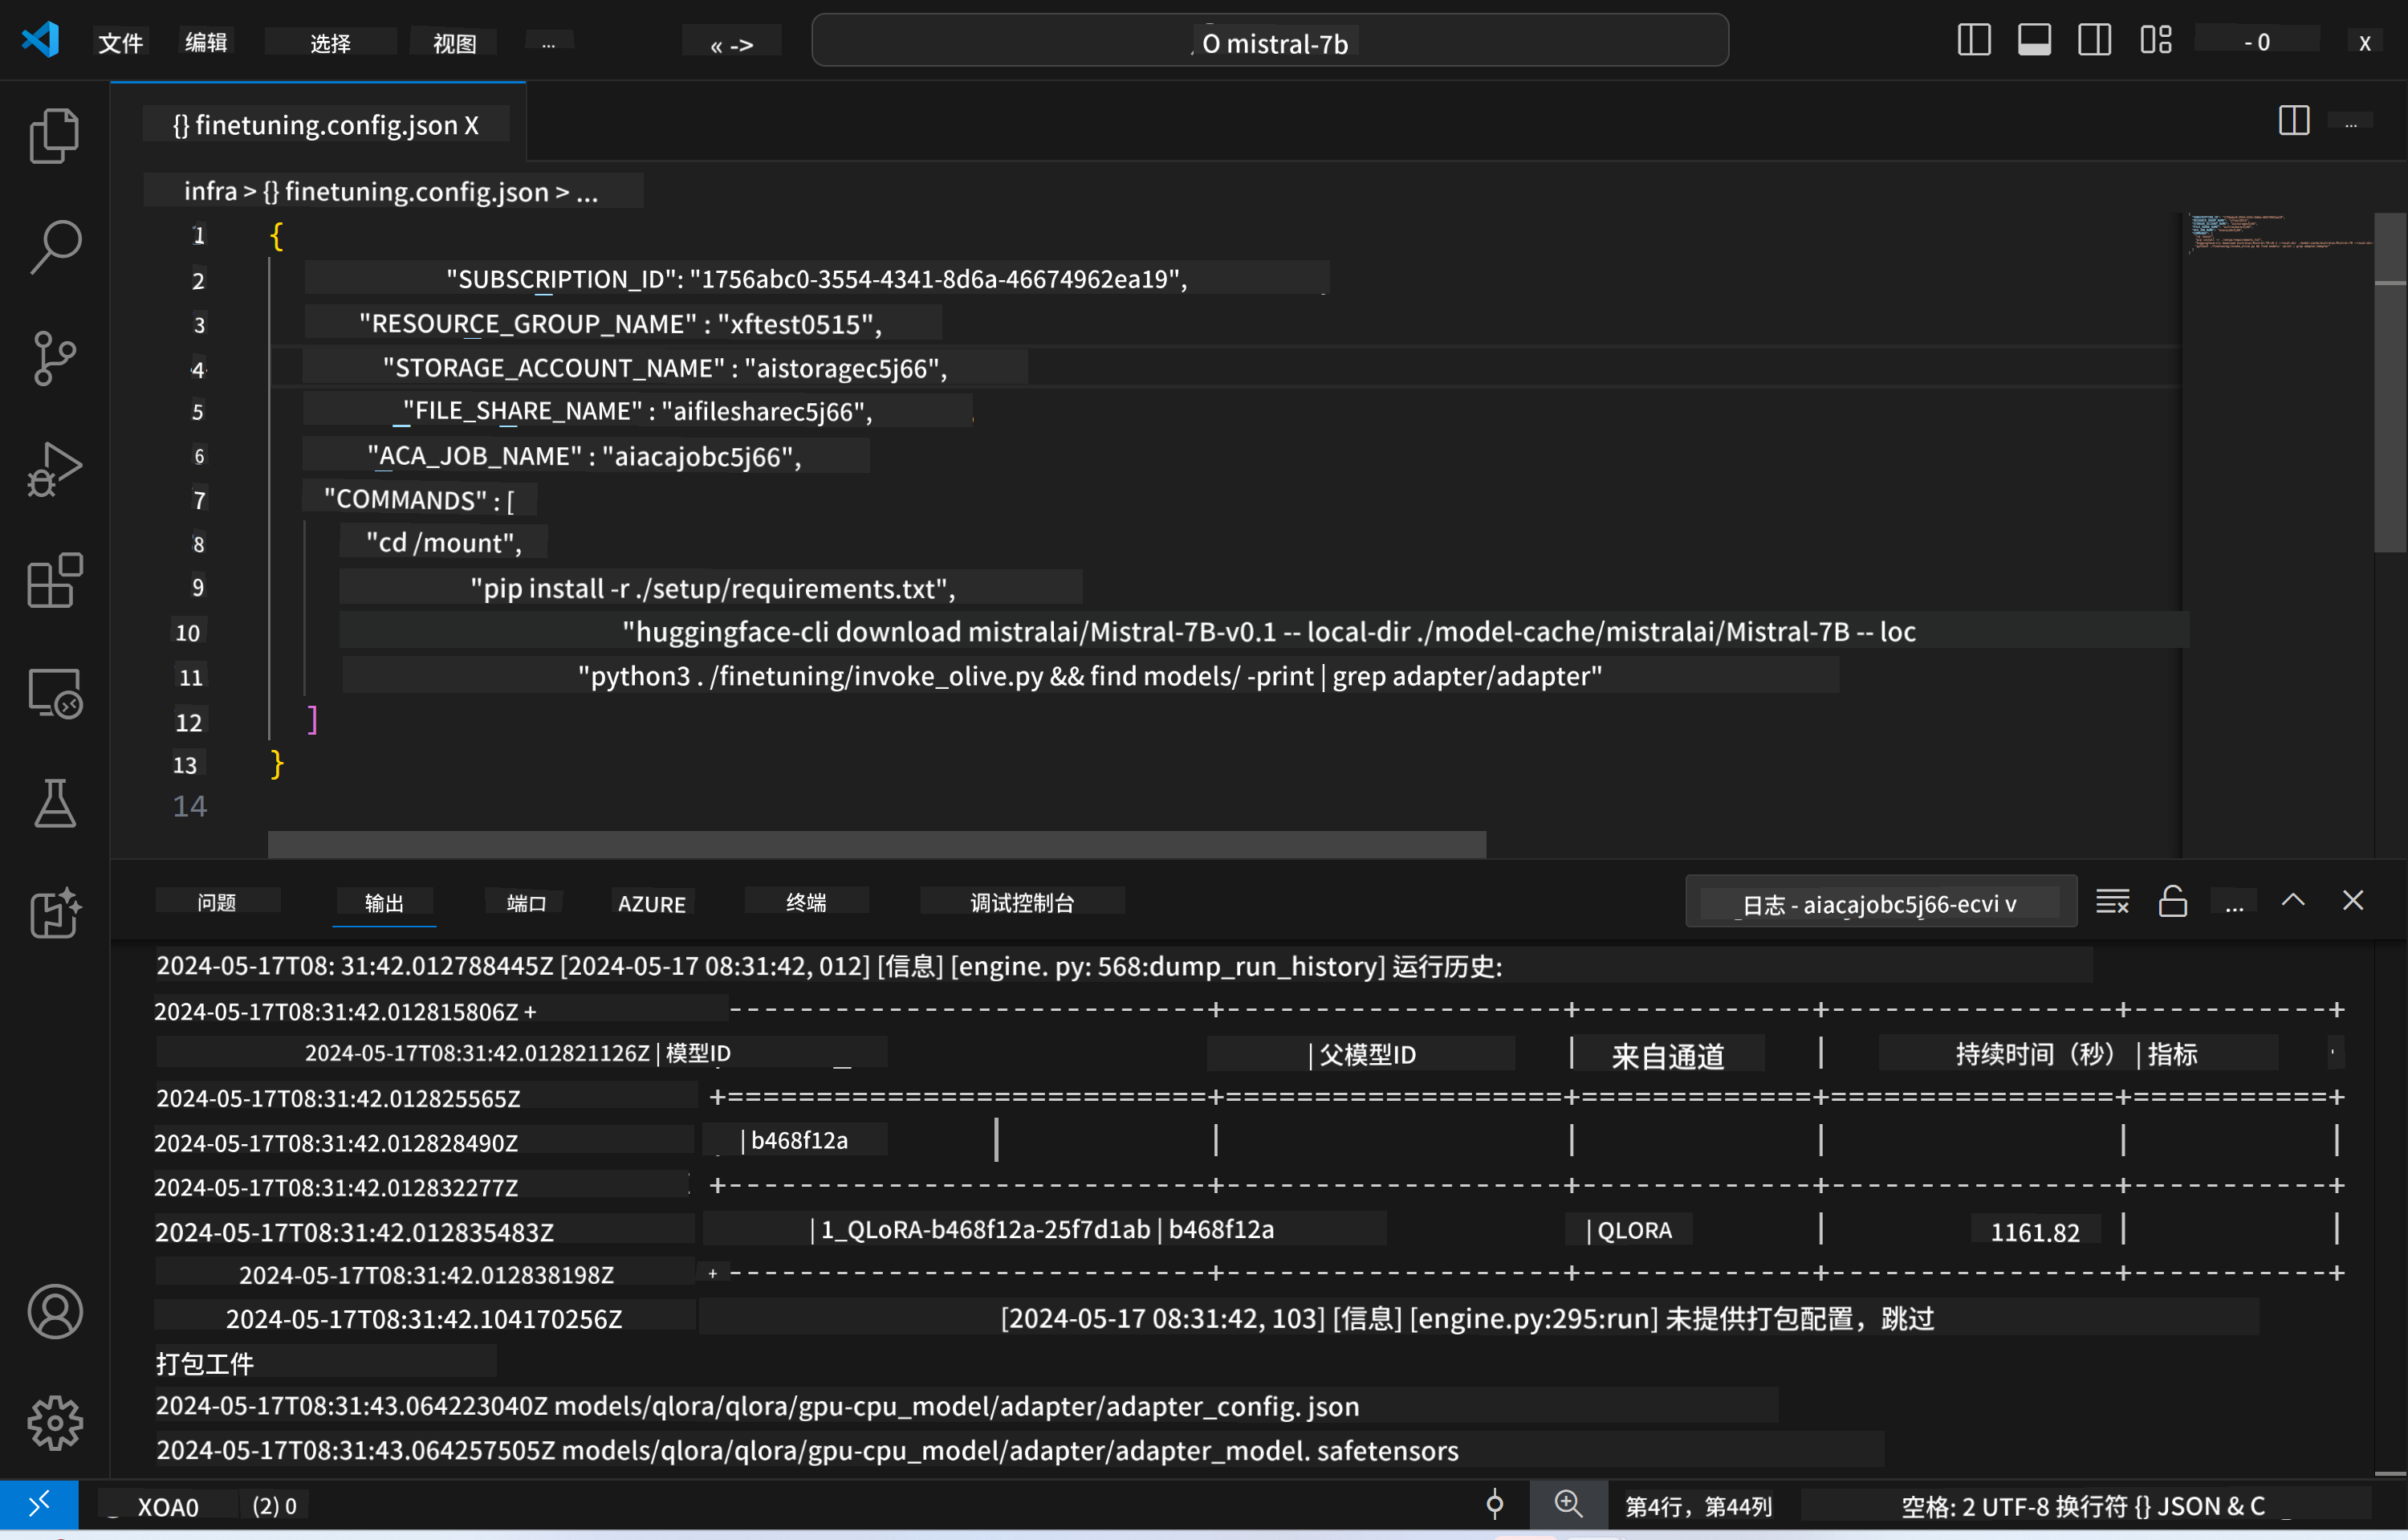 文件 编辑 选择 视图 ... « -> O mistral-7b - 0 x
{} finetuning.config.json X ...
infra > {} finetuning.config.json > ...
1 {
2 "SUBSCRIPTION_ID": "1756abc0-3554-4341-8d6a-46674962ea19",
3 "RESOURCE_GROUP_NAME" : "xftest0515",
4 "STORAGE_ACCOUNT_NAME" : "aistoragec5j66",
5 "FILE_SHARE_NAME" : "aifilesharec5j66",
6 "ACA_JOB_NAME" : "aiacajobc5j66",
7 "COMMANDS" : [
8 "cd /mount",
9 "pip install -r ./setup/requirements.txt",
10 "huggingface-cli download mistralai/Mistral-7B-v0.1 -- local-dir ./model-cache/mistralai/Mistral-7B -- loc
11 "python3 . /finetuning/invoke_olive.py && find models/ -print | grep adapter/adapter"
12 ]
13 }
14
问题 输出 端口 AZURE 终端 调试控制台 日志 - aiacajobc5j66-ecvi v ...
2024-05-17T08: 31:42.012788445Z [2024-05-17 08:31:42, 012] [信息] [engine. py: 568:dump_run_history] 运行历史:
2024-05-17T08:31:42.012815806Z +---------------------------+-------------------+-------------+----------------+-----------+
2024-05-17T08:31:42.012821126Z | 模型ID | 父模型ID | 来自通道 | 持续时间（秒） | 指标
2024-05-17T08:31:42.012825565Z +===========================+===================+=============+================+===========+
2024-05-17T08:31:42.012828490Z | b468f12a | | | | | |
2024-05-17T08:31:42.012832277Z +---------------------------+-------------------+-------------+----------------+-----------+
2024-05-17T08:31:42.012835483Z | 1_QLoRA-b468f12a-25f7d1ab | b468f12a | QLORA | 1161.82 | |
2024-05-17T08:31:42.012838198Z +---------------------------+-------------------+-------------+----------------+-----------+
2024-05-17T08:31:42.104170256Z [2024-05-17 08:31:42, 103] [信息] [engine.py:295:run] 未提供打包配置，跳过
打包工件
2024-05-17T08:31:43.064223040Z models/qlora/qlora/gpu-cpu_model/adapter/adapter_config. json
2024-05-17T08:31:43.064257505Z models/qlora/qlora/gpu-cpu_model/adapter/adapter_model. safetensors
XOA0 (2) 0 第4行，第44列 空格: 2 UTF-8 换行符 {} JSON & C